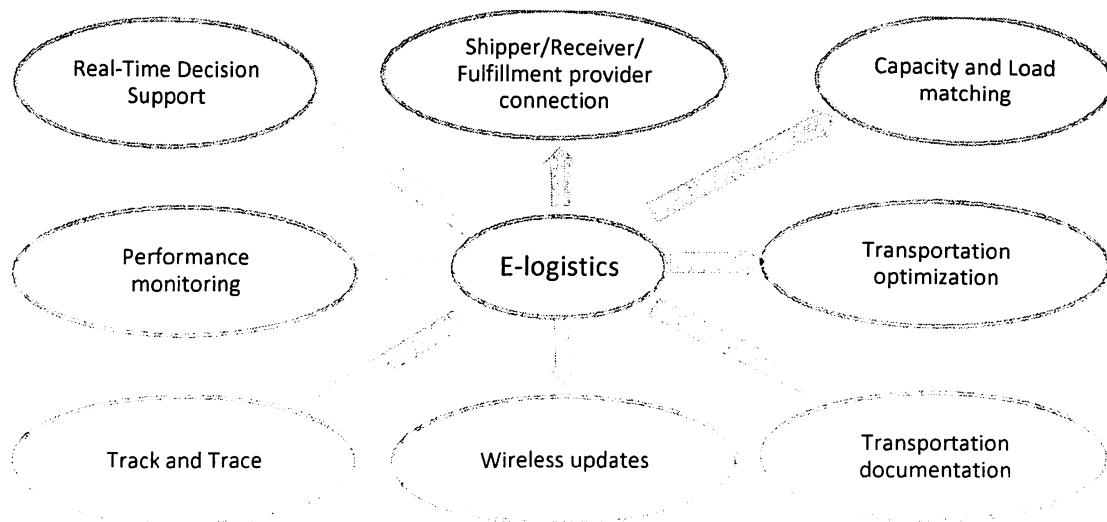 Real-Time Decision
Support
Shipper/Receiver/
Fulfillment provider
connection
Capacity and Load
matching
Performance
monitoring
E-logistics
Transportation
optimization
Track and Trace
Wireless updates
Transportation
documentation